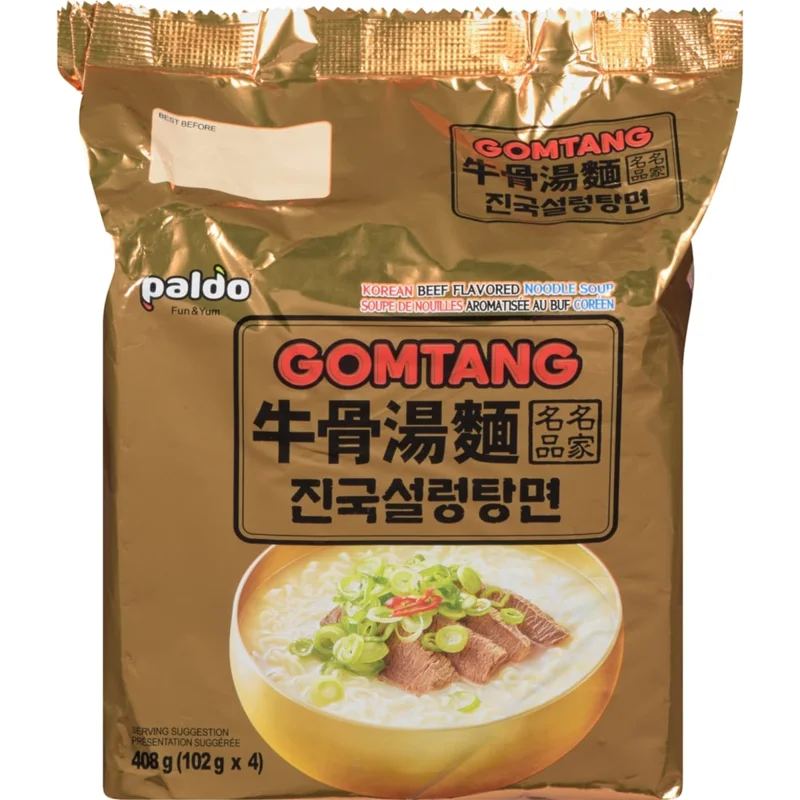 BEST BEFORE
GOMTANG
牛骨湯麵 名名
品家
진국설렁탕면
paldo
Fun & Yum
KOREAN BEEF FLAVORED NOODLE SOUP
SOUPE DE NOUILLES AROMATISÉE AU BUF CORÉEN
GOMTANG
牛骨湯麵 名名
品家
진국설렁탕면
SERVING SUGGESTION
PRÉSENTATION SUGGÉRÉE
408 g (102 g x 4)